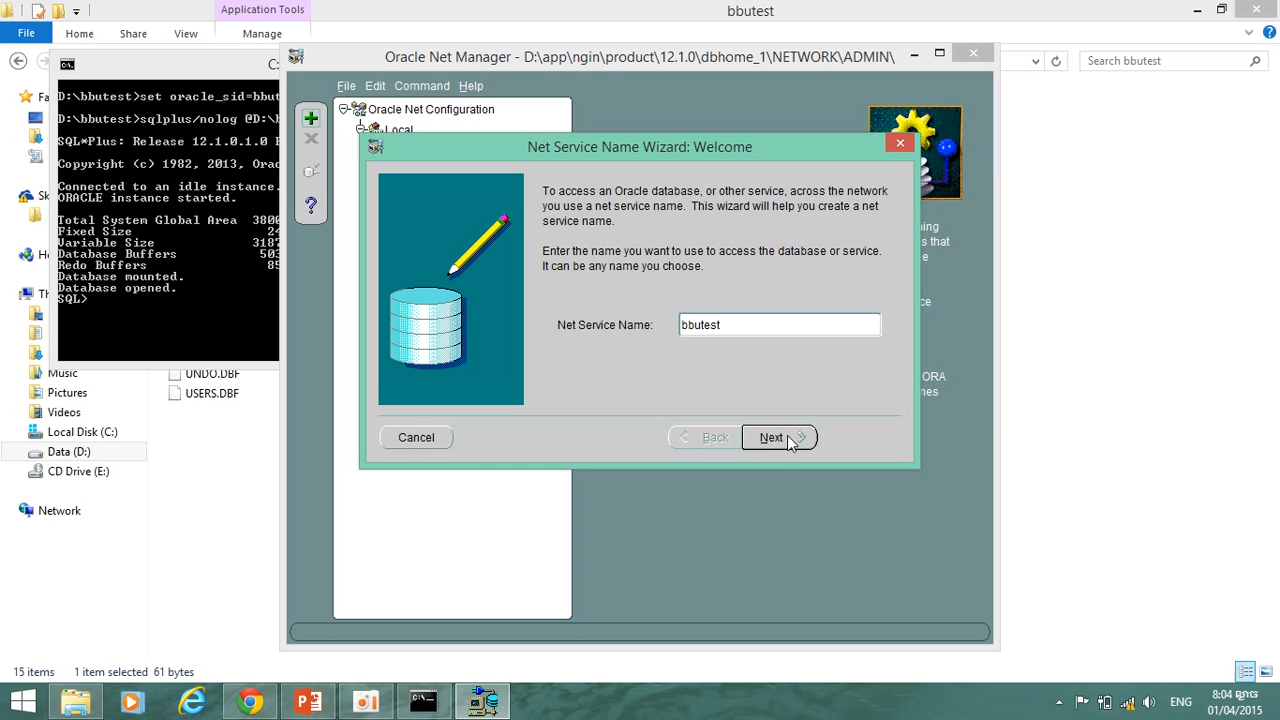 Application Tools
bbutest
File
Home
Share
View
Manage
Search bbutest
Oracle Net Manager - D:\app\ngin\product\12.1.0\dbhome_1\NETWORK\ADMIN\
File Edit Command Help
Oracle Net Configuration
Local
D:\bbutest>set oracle_sid=bbut
D:\bbutest>sqlplus/nolog @D:\b
SQL*Plus: Release 12.1.0.1.0 P
Copyright (c) 1982, 2013, Orac
Connected to an idle instance.
ORACLE instance started.
Total System Global Area 3800
Fixed Size 24
Variable Size 3187
Database Buffers 503
Redo Buffers 85
Database mounted.
Database opened.
SQL>
Net Service Name Wizard: Welcome
To access an Oracle database, or other service, across the network
you use a net service name. This wizard will help you create a net
service name.
Enter the name you want to use to access the database or service.
It can be any name you choose.
Net Service Name:
bbutest
Cancel
Back
Next
Fa
Sk
Th
Music
Pictures
Videos
Local Disk (C:)
Data (D:)
CD Drive (E:)
Network
UNDO.DBF
USERS.DBF
15 items
1 item selected 61 bytes
ENG
01/04/2015